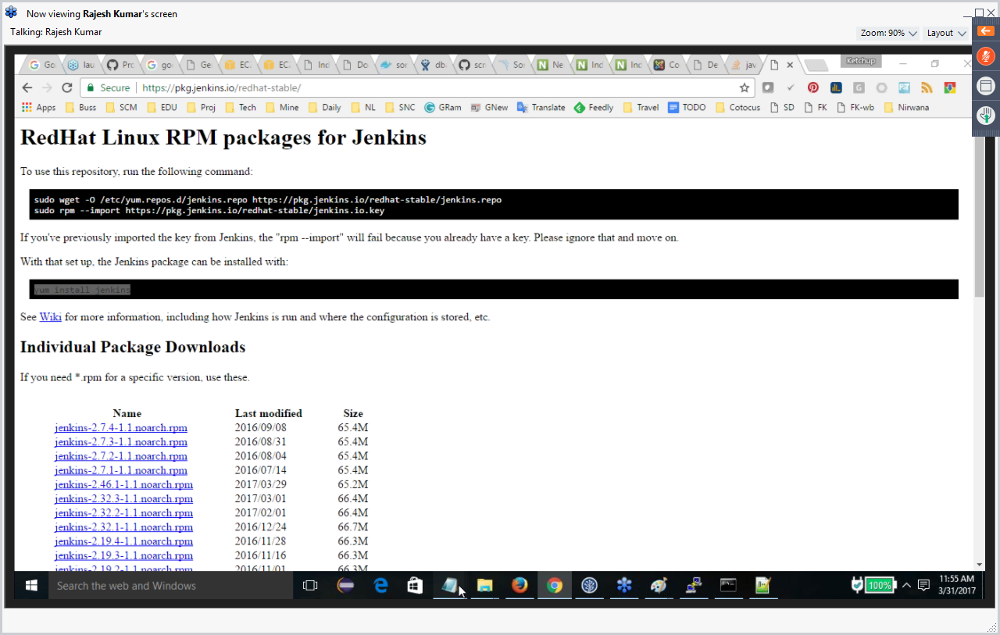 Now viewing Rajesh Kumar's screen
Talking: Rajesh Kumar
Zoom: 90%
Layout
Go
lau
Pro
go
Ge
EC
EC
Inc
Do
sor
db
scr
So
Ne
Inc
Inc
Co
De
jav
Ketchup
Secure
https://pkg.jenkins.io/redhat-stable/
Apps
Buss
SCM
EDU
Proj
Tech
Mine
Daily
NL
SNC
GRam
GNew
Translate
Feedly
Travel
TODO
Cotocus
SD
FK
FK-wb
Nirwana
RedHat Linux RPM packages for Jenkins
To use this repository, run the following command:
sudo wget -O /etc/yum.repos.d/jenkins.repo https://pkg.jenkins.io/redhat-stable/jenkins.repo
sudo rpm --import https://pkg.jenkins.io/redhat-stable/jenkins.io.key
If you've previously imported the key from Jenkins, the "rpm --import" will fail because you already have a key. Please ignore that and move on.
With that set up, the Jenkins package can be installed with:
yum install jenkins
See Wiki for more information, including how Jenkins is run and where the configuration is stored, etc.
Individual Package Downloads
If you need *.rpm for a specific version, use these.
Name Last modified Size
jenkins-2.7.4-1.1.noarch.rpm 2016/09/08 65.4M
jenkins-2.7.3-1.1.noarch.rpm 2016/08/31 65.4M
jenkins-2.7.2-1.1.noarch.rpm 2016/08/04 65.4M
jenkins-2.7.1-1.1.noarch.rpm 2016/07/14 65.4M
jenkins-2.46.1-1.1.noarch.rpm 2017/03/29 65.2M
jenkins-2.32.3-1.1.noarch.rpm 2017/03/01 66.4M
jenkins-2.32.2-1.1.noarch.rpm 2017/02/01 66.4M
jenkins-2.32.1-1.1.noarch.rpm 2016/12/24 66.7M
jenkins-2.19.4-1.1.noarch.rpm 2016/11/28 66.3M
jenkins-2.19.3-1.1.noarch.rpm 2016/11/16 66.3M
jenkins-2.19.2-1.1.noarch.rpm 2016/11/01 66.3M
Search the web and Windows
100%
11:55 AM
3/31/2017